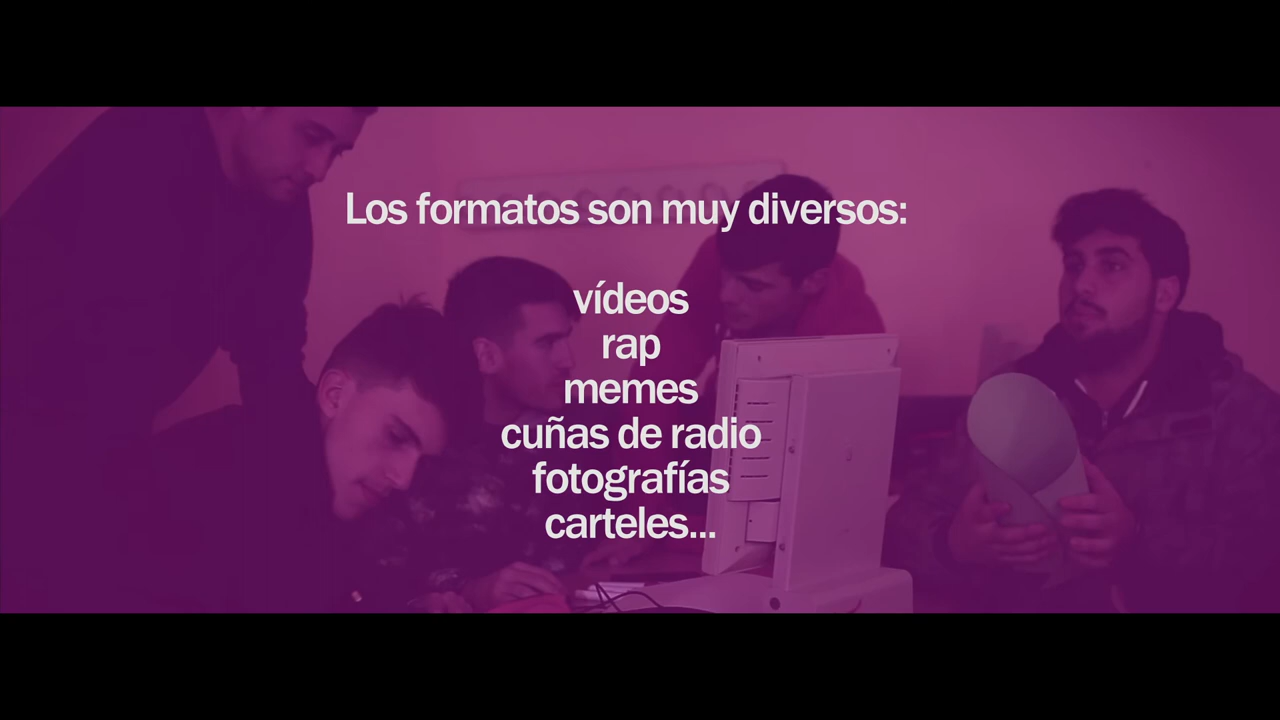 Los formatos son muy diversos:
vídeos
rap
memes
cuñas de radio
fotografías
carteles...